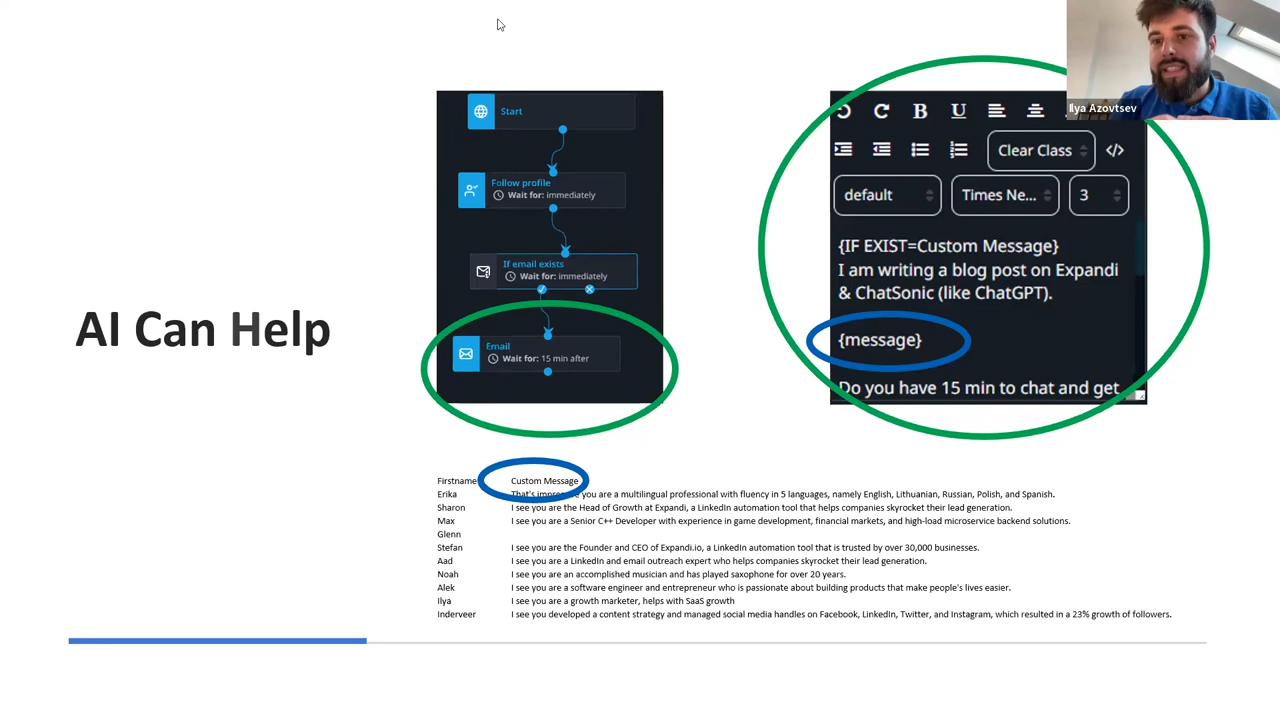 AI Can Help
Start
Follow profile
Wait for: immediately
If email exists
Wait for: immediately
Email
Wait for: 15 min after
B U
Clear Class </>
default Times Ne... 3
{IF EXIST=Custom Message}
I am writing a blog post on Expandi
& ChatSonic (like ChatGPT).
{message}
Do you have 15 min to chat and get
Ilya Azovtsev
Firstname Custom Message
Erika That's you are a multilingual professional with fluency in 5 languages, namely English, Lithuanian, Russian, Polish, and Spanish.
Sharon I see you are the Head of Growth at Expandi, a LinkedIn automation tool that helps companies skyrocket their lead generation.
Max I see you are a Senior C++ Developer with experience in game development, financial markets, and high-load microservice backend solutions.
Glenn
Stefan I see you are the Founder and CEO of Expandi.io, a LinkedIn automation tool that is trusted by over 30,000 businesses.
Aad I see you are a LinkedIn and email outreach expert who helps companies skyrocket their lead generation.
Noah I see you are an accomplished musician and has played saxophone for over 20 years.
Alek I see you are a software engineer and entrepreneur who is passionate about building products that make people's lives easier.
Ilya I see you are a growth marketer, helps with SaaS growth
Inderveer I see you developed a content strategy and managed social media handles on Facebook, LinkedIn, Twitter, and Instagram, which resulted in a 23% growth of followers.